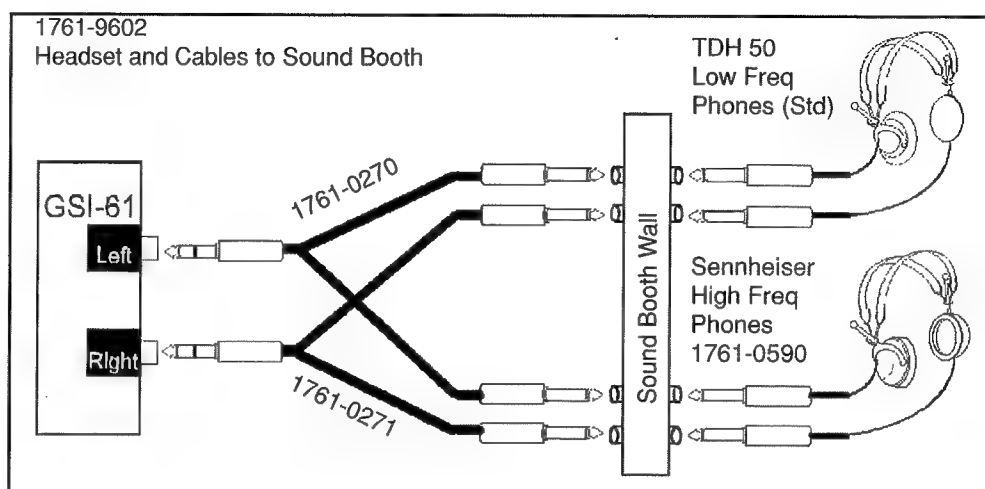 1761-9602
Headset and Cables to Sound Booth
TDH 50
Low Freq
Phones (Std)
GSI-61
Left
Right
1761-0270
1761-0271
Sound Booth Wall
Sennheiser
High Freq
Phones
1761-0590